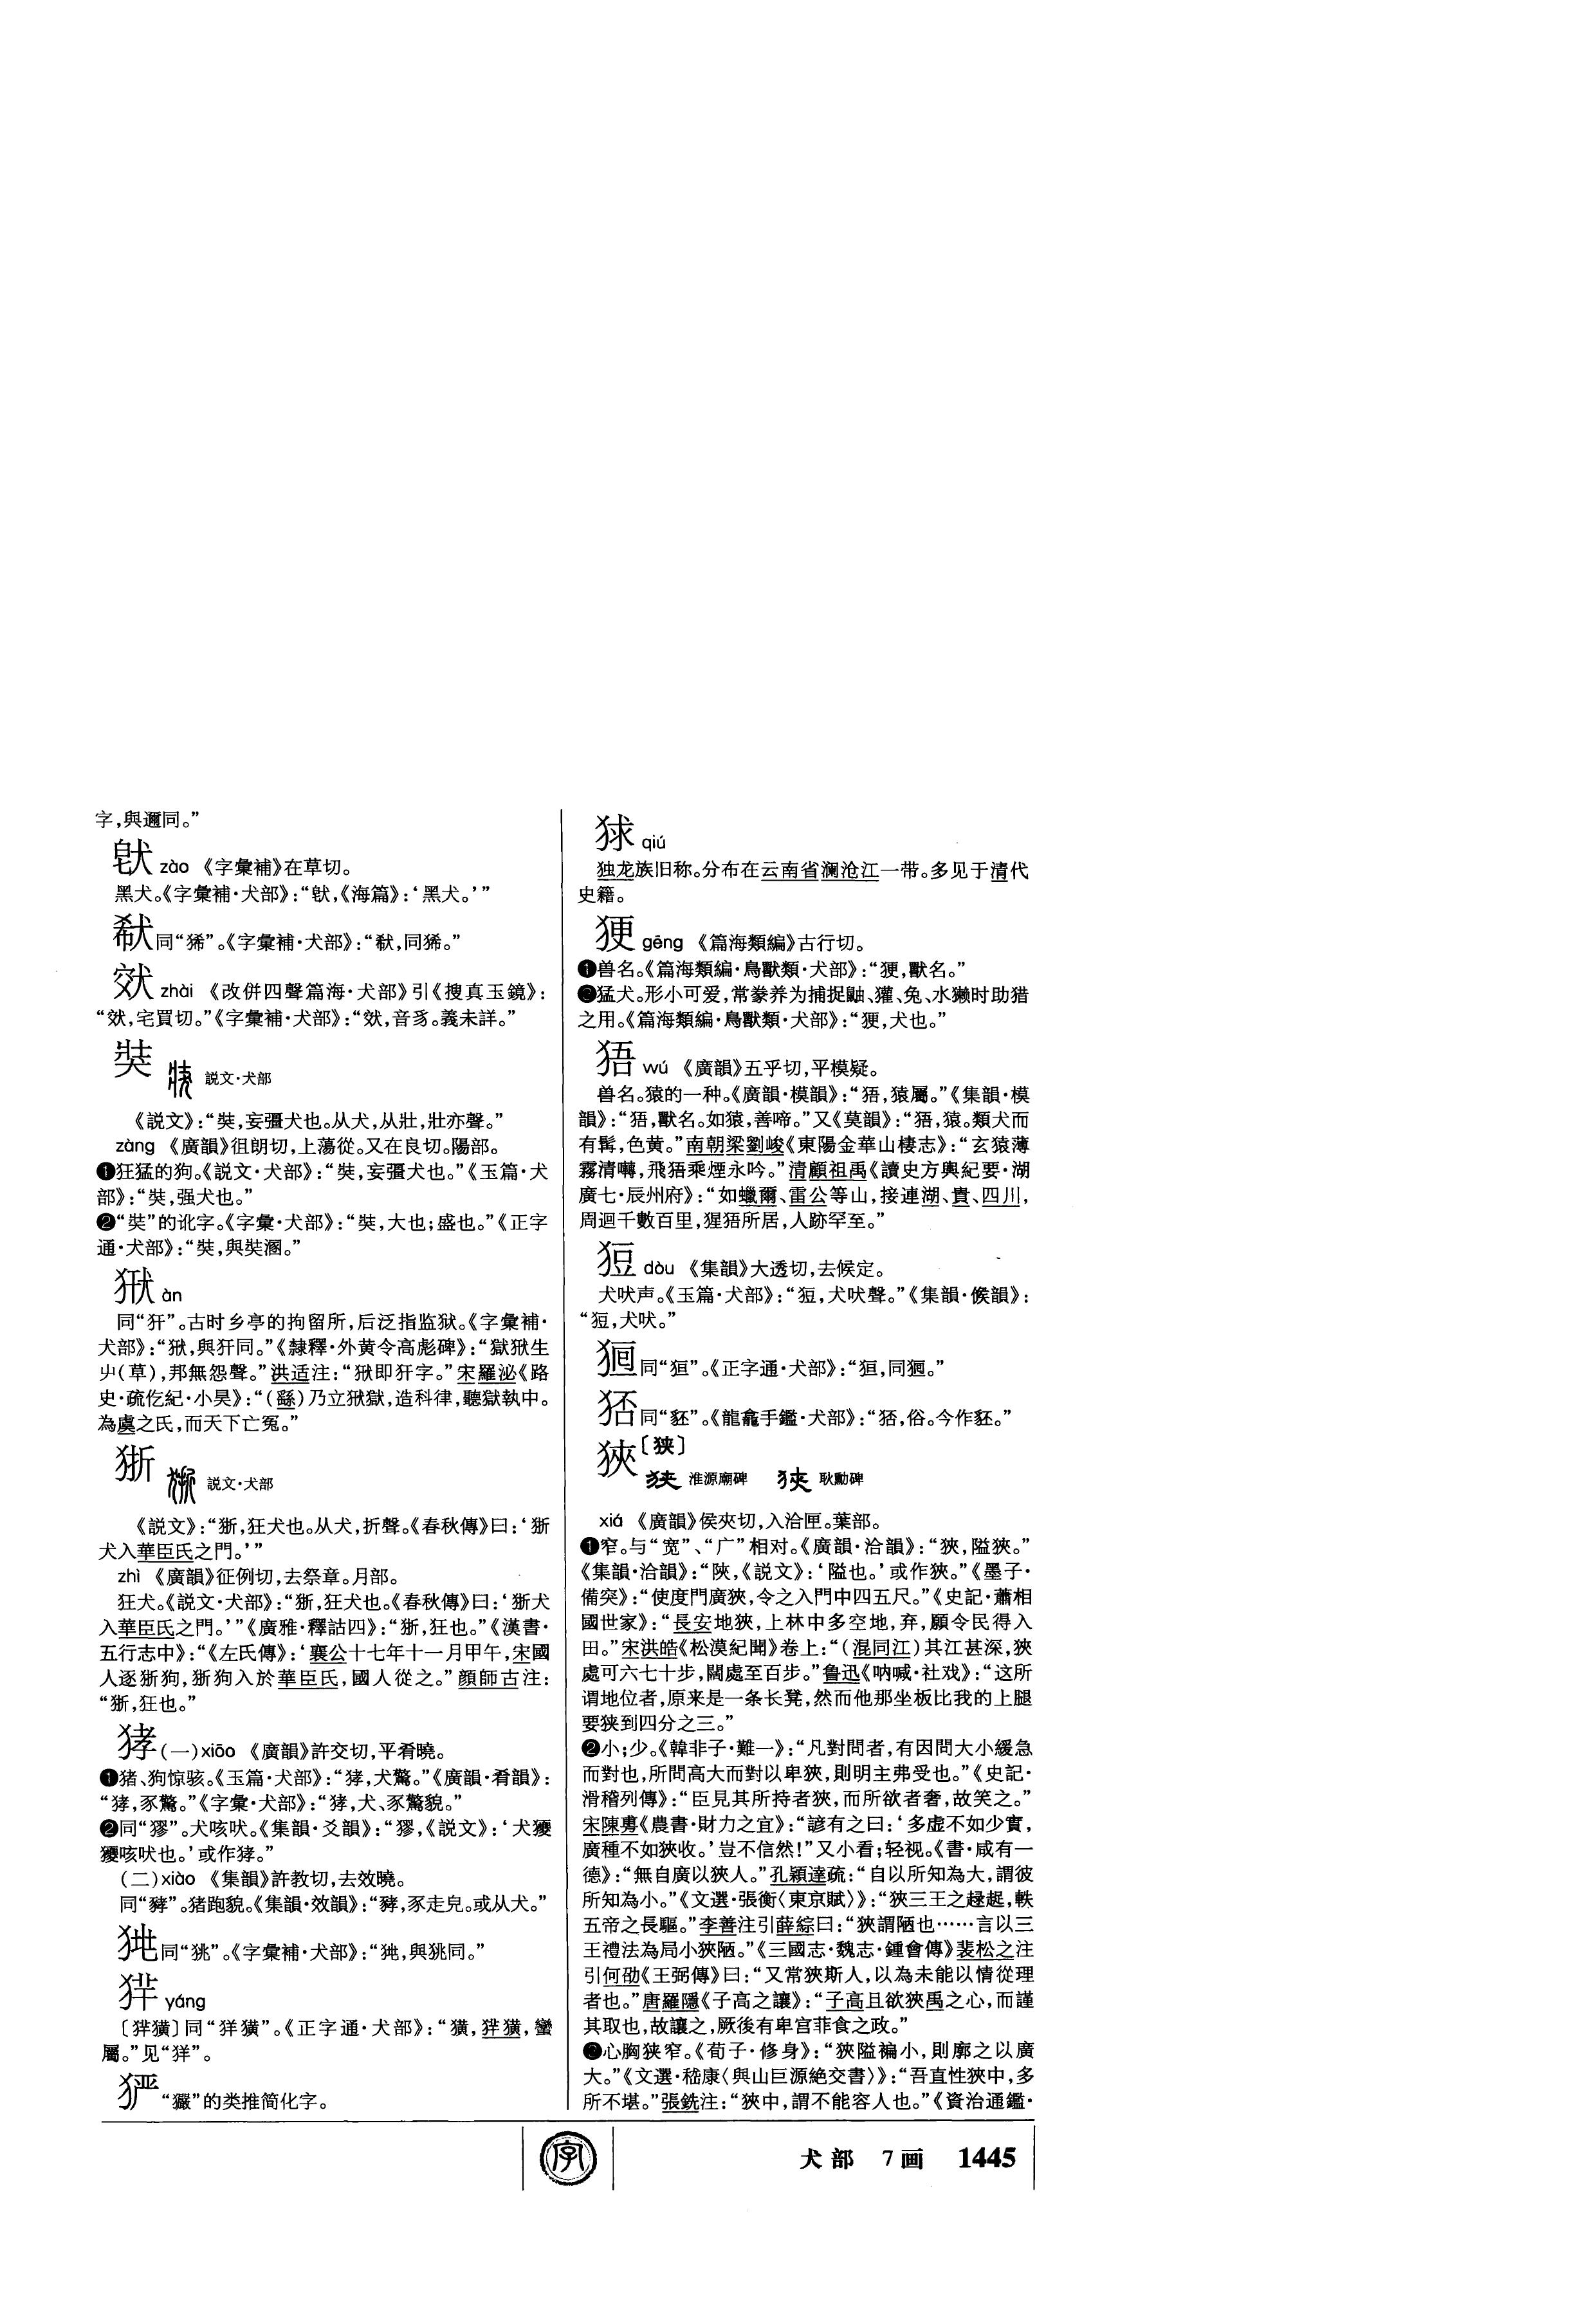 字,與邇同。”
zào 《字彙補》在草切。
黑犬。《字彙補·犬部》:“ ,《海篇》:‘黑犬。’”
同“狶”。《字彙補·犬部》:“ ,同狶。”
zhài 《改併四聲篇海·犬部》引《搜真玉鏡》:
“ ,宅買切。”《字彙補·犬部》:“ ,音豸。義未詳。”
奘
説文·犬部
《説文》:“奘,妄彊犬也。从犬,从壯,壯亦聲。”
zàng 《廣韻》徂朗切,上蕩從。又在良切。陽部。
❶狂猛的狗。《説文·犬部》:“奘,妄彊犬也。”《玉篇·犬
部》:“奘,强犬也。”
❷“奘”的讹字。《字彙·犬部》:“奘,大也;盛也。”《正字
通·犬部》:“奘,與奘溷。”
àn
同“犴”。古时乡亭的拘留所,后泛指监狱。《字彙補·
犬部》:“ ,與犴同。”《隸釋·外黄令高彪碑》:“獄 生
屮(草),邦無怨聲。”洪适注:“ 即犴字。”宋羅泌《路
史·疏仡紀·小昊》:“(繇)乃立 獄,造科律,聽獄執中。
為虞之氏,而天下亡冤。”
狾
説文·犬部
《説文》:“狾,狂犬也。从犬,折聲。《春秋傳》曰:‘狾
犬入華臣氏之門。’”
zhì 《廣韻》征例切,去祭章。月部。
狂犬。《説文·犬部》:“狾,狂犬也。《春秋傳》曰:‘狾犬
入華臣氏之門。’”《廣雅·釋詁四》:“狾,狂也。”《漢書·
五行志中》:“《左氏傳》:‘襄公十七年十一月甲午,宋國
人逐狾狗,狾狗入於華臣氏,國人從之。”顔師古注:
“狾,狂也。”
㹲(一)xiāo 《廣韻》許交切,平肴曉。
❶猪、狗惊骇。《玉篇·犬部》:“㹲,犬驚。”《廣韻·肴韻》:
“㹲,豕驚。”《字彙·犬部》:“㹲,犬、豕驚貌。”
❷同“獿”。犬咳吠。《集韻·爻韻》:“獿,《説文》:‘犬獿
獿咳吠也。’或作㹲。”
(二)xiào 《集韻》許教切,去效曉。
同“豨”。猪跑貌。《集韻·效韻》:“ ,豕走皃。或从犬。”
同“狣”。《字彙補·犬部》:“ ,與狣同。”
yáng
〔 獚〕同“ 獚”。《正字通·犬部》:“獚, 獚,蠻
屬。”见“ ”。
“玁”的类推简化字。
狣 qiú
独龙族旧称。分布在云南省澜沧江一带。多见于清代
史籍。
㹴 gēng 《篇海類編》古行切。
❶兽名。《篇海類編·鳥獸類·犬部》:“㹴,獸名。”
❷猛犬。形小可爱,常豢养为捕捉鼬、獾、兔、水獭时助猎
之用。《篇海類編·鳥獸類·犬部》:“㹴,犬也。”
㹳 wú 《廣韻》五乎切,平模疑。
兽名。猿的一种。《廣韻·模韻》:“㹳,猿屬。”《集韻·模
韻》:“㹳,獸名。如猿,善啼。”又《莫韻》:“㹳,猿。類犬而
有髯,色黄。”南朝梁劉峻《東陽金華山棲志》:“玄猿薄
霧清囀,飛㹳乘煙永吟。”清顧祖禹《讀史方輿紀要·湖
廣七·辰州府》:“如蠟爾、雷公等山,接連湖、貴、四川,
周迴千數百里,猩㹳所居,人跡罕至。”
dòu 《集韻》大透切,去候定。
犬吠声。《玉篇·犬部》:“ ,犬吠聲。”《集韻·候韻》:
“ ,犬吠。”
同“狟”。《正字通·犬部》:“狟,同 。”
同“豾”。《龍龕手鑑·犬部》:“ ,俗。今作豾。”
狹〔狭〕
淮源廟碑 耿勳碑
xiá 《廣韻》侯夾切,入洽匣。葉部。
❶窄。与“宽”、“广”相对。《廣韻·洽韻》:“狹,隘狹。”
《集韻·洽韻》:“陜,《説文》:‘隘也。’或作狹。”《墨子·
備突》:“使度門廣狹,令之入門中四五尺。”《史記·蕭相
國世家》:“長安地狹,上林中多空地,弃,願令民得入
田。”宋洪皓《松漠紀聞》卷上:“(混同江)其江甚深,狹
處可六七十步,闊處至百步。”鲁迅《呐喊·社戏》:“这所
谓地位者,原来是一条长凳,然而他那坐板比我的上腿
要狭到四分之三。”
❷小;少。《韓非子·難一》:“凡對問者,有因問大小緩急
而對也,所問高大而對以卑狹,則明主弗受也。”《史記·
滑稽列傳》:“臣見其所持者狹,而所欲者奢,故笑之。”
宋陳旉《農書·財力之宜》:“諺有之曰:‘多虚不如少實,
廣種不如狹收。’豈不信然!”又小看;轻视。《書·咸有一
德》:“無自廣以狹人。”孔穎達疏:“自以所知為大,謂彼
所知為小。”《文選·張衡〈東京賦〉》:“狹三王之趢趗,軼
五帝之長驅。”李善注引薛綜曰:“狹謂陋也……言以三
王禮法為局小狹陋。”《三國志·魏志·鍾會傳》裴松之注
引何劭《王弼傳》曰:“又常狹斯人,以為未能以情從理
者也。”唐羅隱《子高之讓》:“子高且欲狹禹之心,而謹
其取也,故讓之,厥後有卑宫菲食之政。”
❸心胸狭窄。《荀子·修身》:“狹隘褊小,則廓之以廣
大。”《文選·嵇康〈與山巨源絶交書〉》:“吾直性狹中,多
所不堪。”張銑注:“狹中,謂不能容人也。”《資治通鑑·
字
犬部 7画 1445